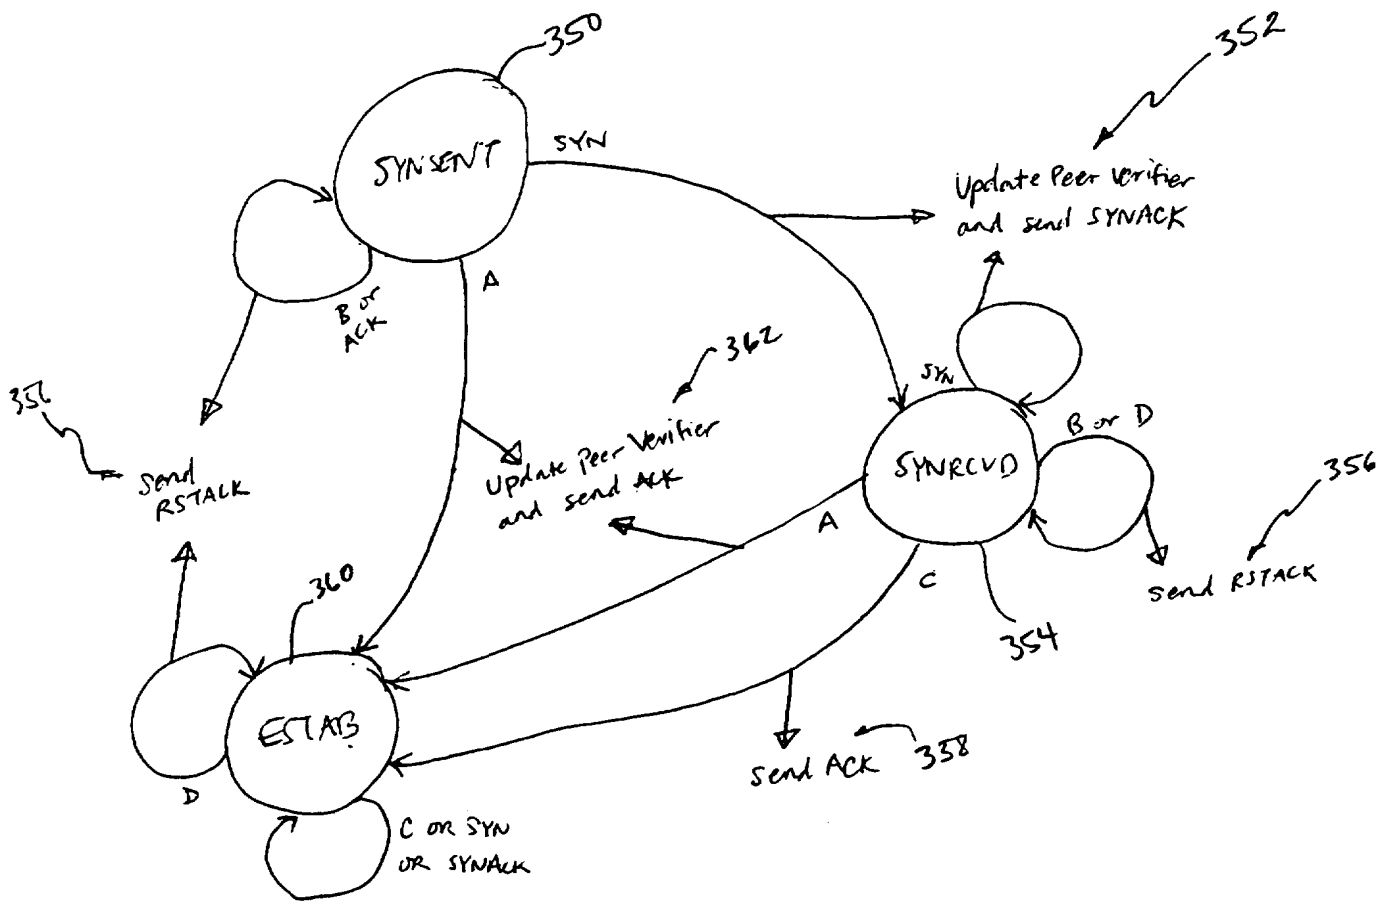 350
352
SYNSENT
SYN
Update Peer Verifier
and send SYNACK
A
B or
ACK
362
SYN
B or D
356
SYNRCVD
356
Update Peer Verifier
and send ACK
Send
RSTACK
A
C
send RSTACK
360
354
ESTAB
Send ACK
358
D
C OR SYN
OR SYNACK